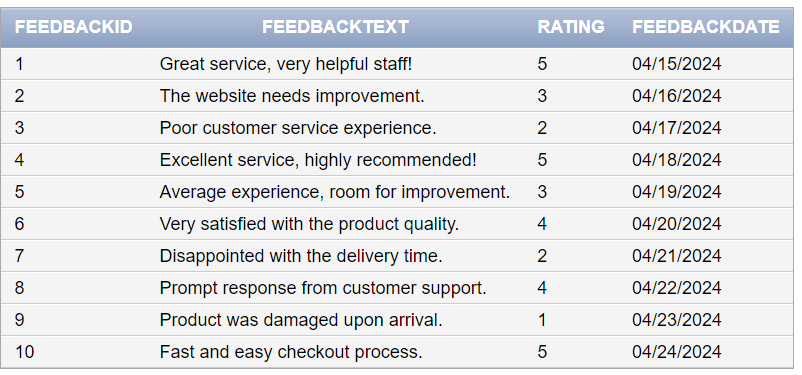 FEEDBACKID FEEDBACKTEXT RATING FEEDBACKDATE
1 Great service, very helpful staff! 5 04/15/2024
2 The website needs improvement. 3 04/16/2024
3 Poor customer service experience. 2 04/17/2024
4 Excellent service, highly recommended! 5 04/18/2024
5 Average experience, room for improvement. 3 04/19/2024
6 Very satisfied with the product quality. 4 04/20/2024
7 Disappointed with the delivery time. 2 04/21/2024
8 Prompt response from customer support. 4 04/22/2024
9 Product was damaged upon arrival. 1 04/23/2024
10 Fast and easy checkout process. 5 04/24/2024